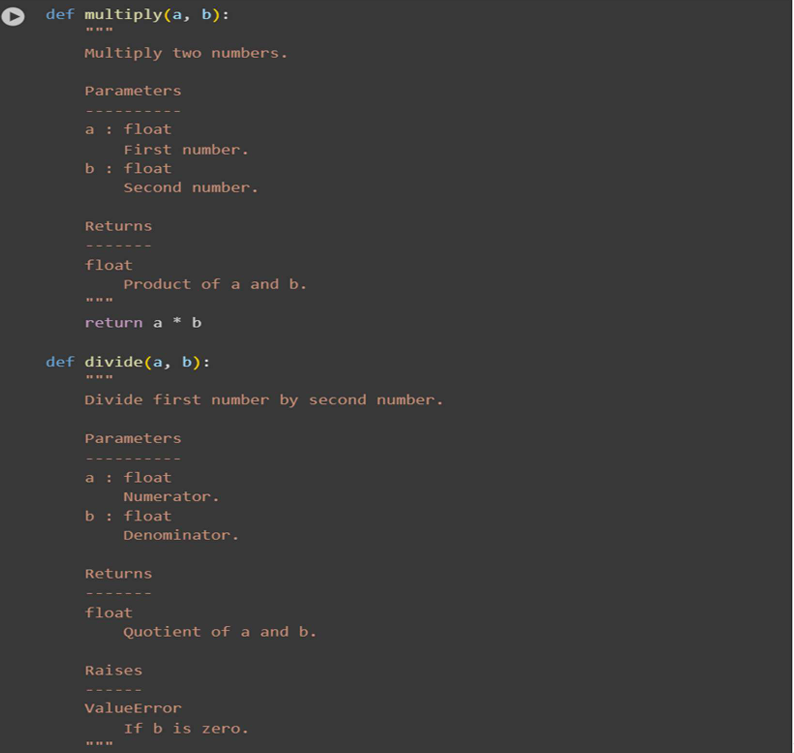 def multiply(a, b):
    """
    Multiply two numbers.

    Parameters
    ----------
    a : float
        First number.
    b : float
        Second number.

    Returns
    -------
    float
        Product of a and b.
    """
    return a * b

def divide(a, b):
    """
    Divide first number by second number.

    Parameters
    ----------
    a : float
        Numerator.
    b : float
        Denominator.

    Returns
    -------
    float
        Quotient of a and b.

    Raises
    ------
    ValueError
        If b is zero.
    """